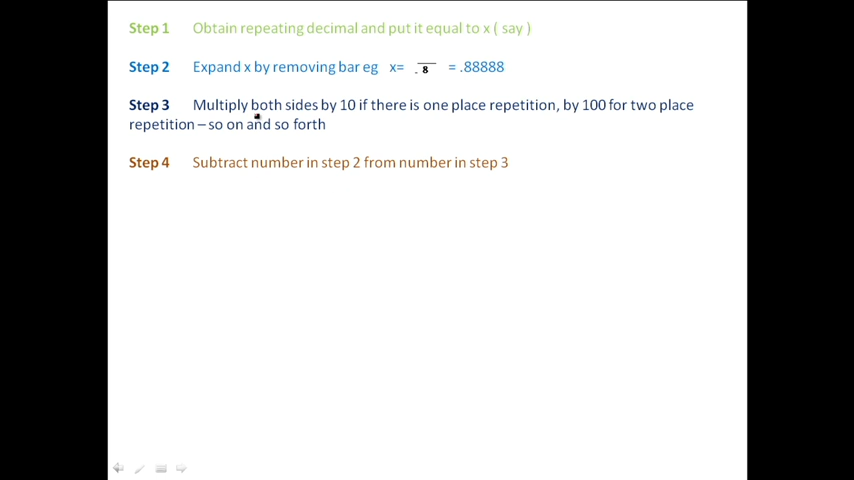 Step 1 Obtain repeating decimal and put it equal to x ( say )
Step 2 Expand x by removing bar eg x= .8̅ = .88888
Step 3 Multiply both sides by 10 if there is one place repetition, by 100 for two place
repetition – so on and so forth
Step 4 Subtract number in step 2 from number in step 3